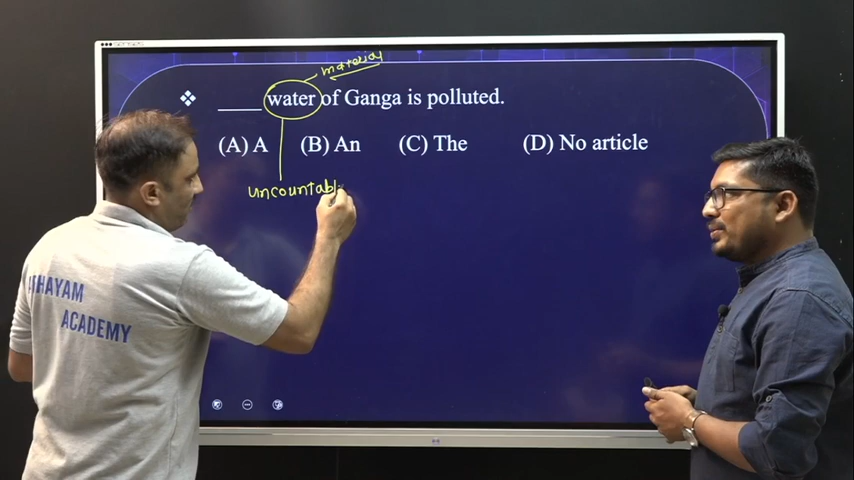 material
____ water of Ganga is polluted.
(A) A (B) An (C) The (D) No article
uncountabl
ACADEMY